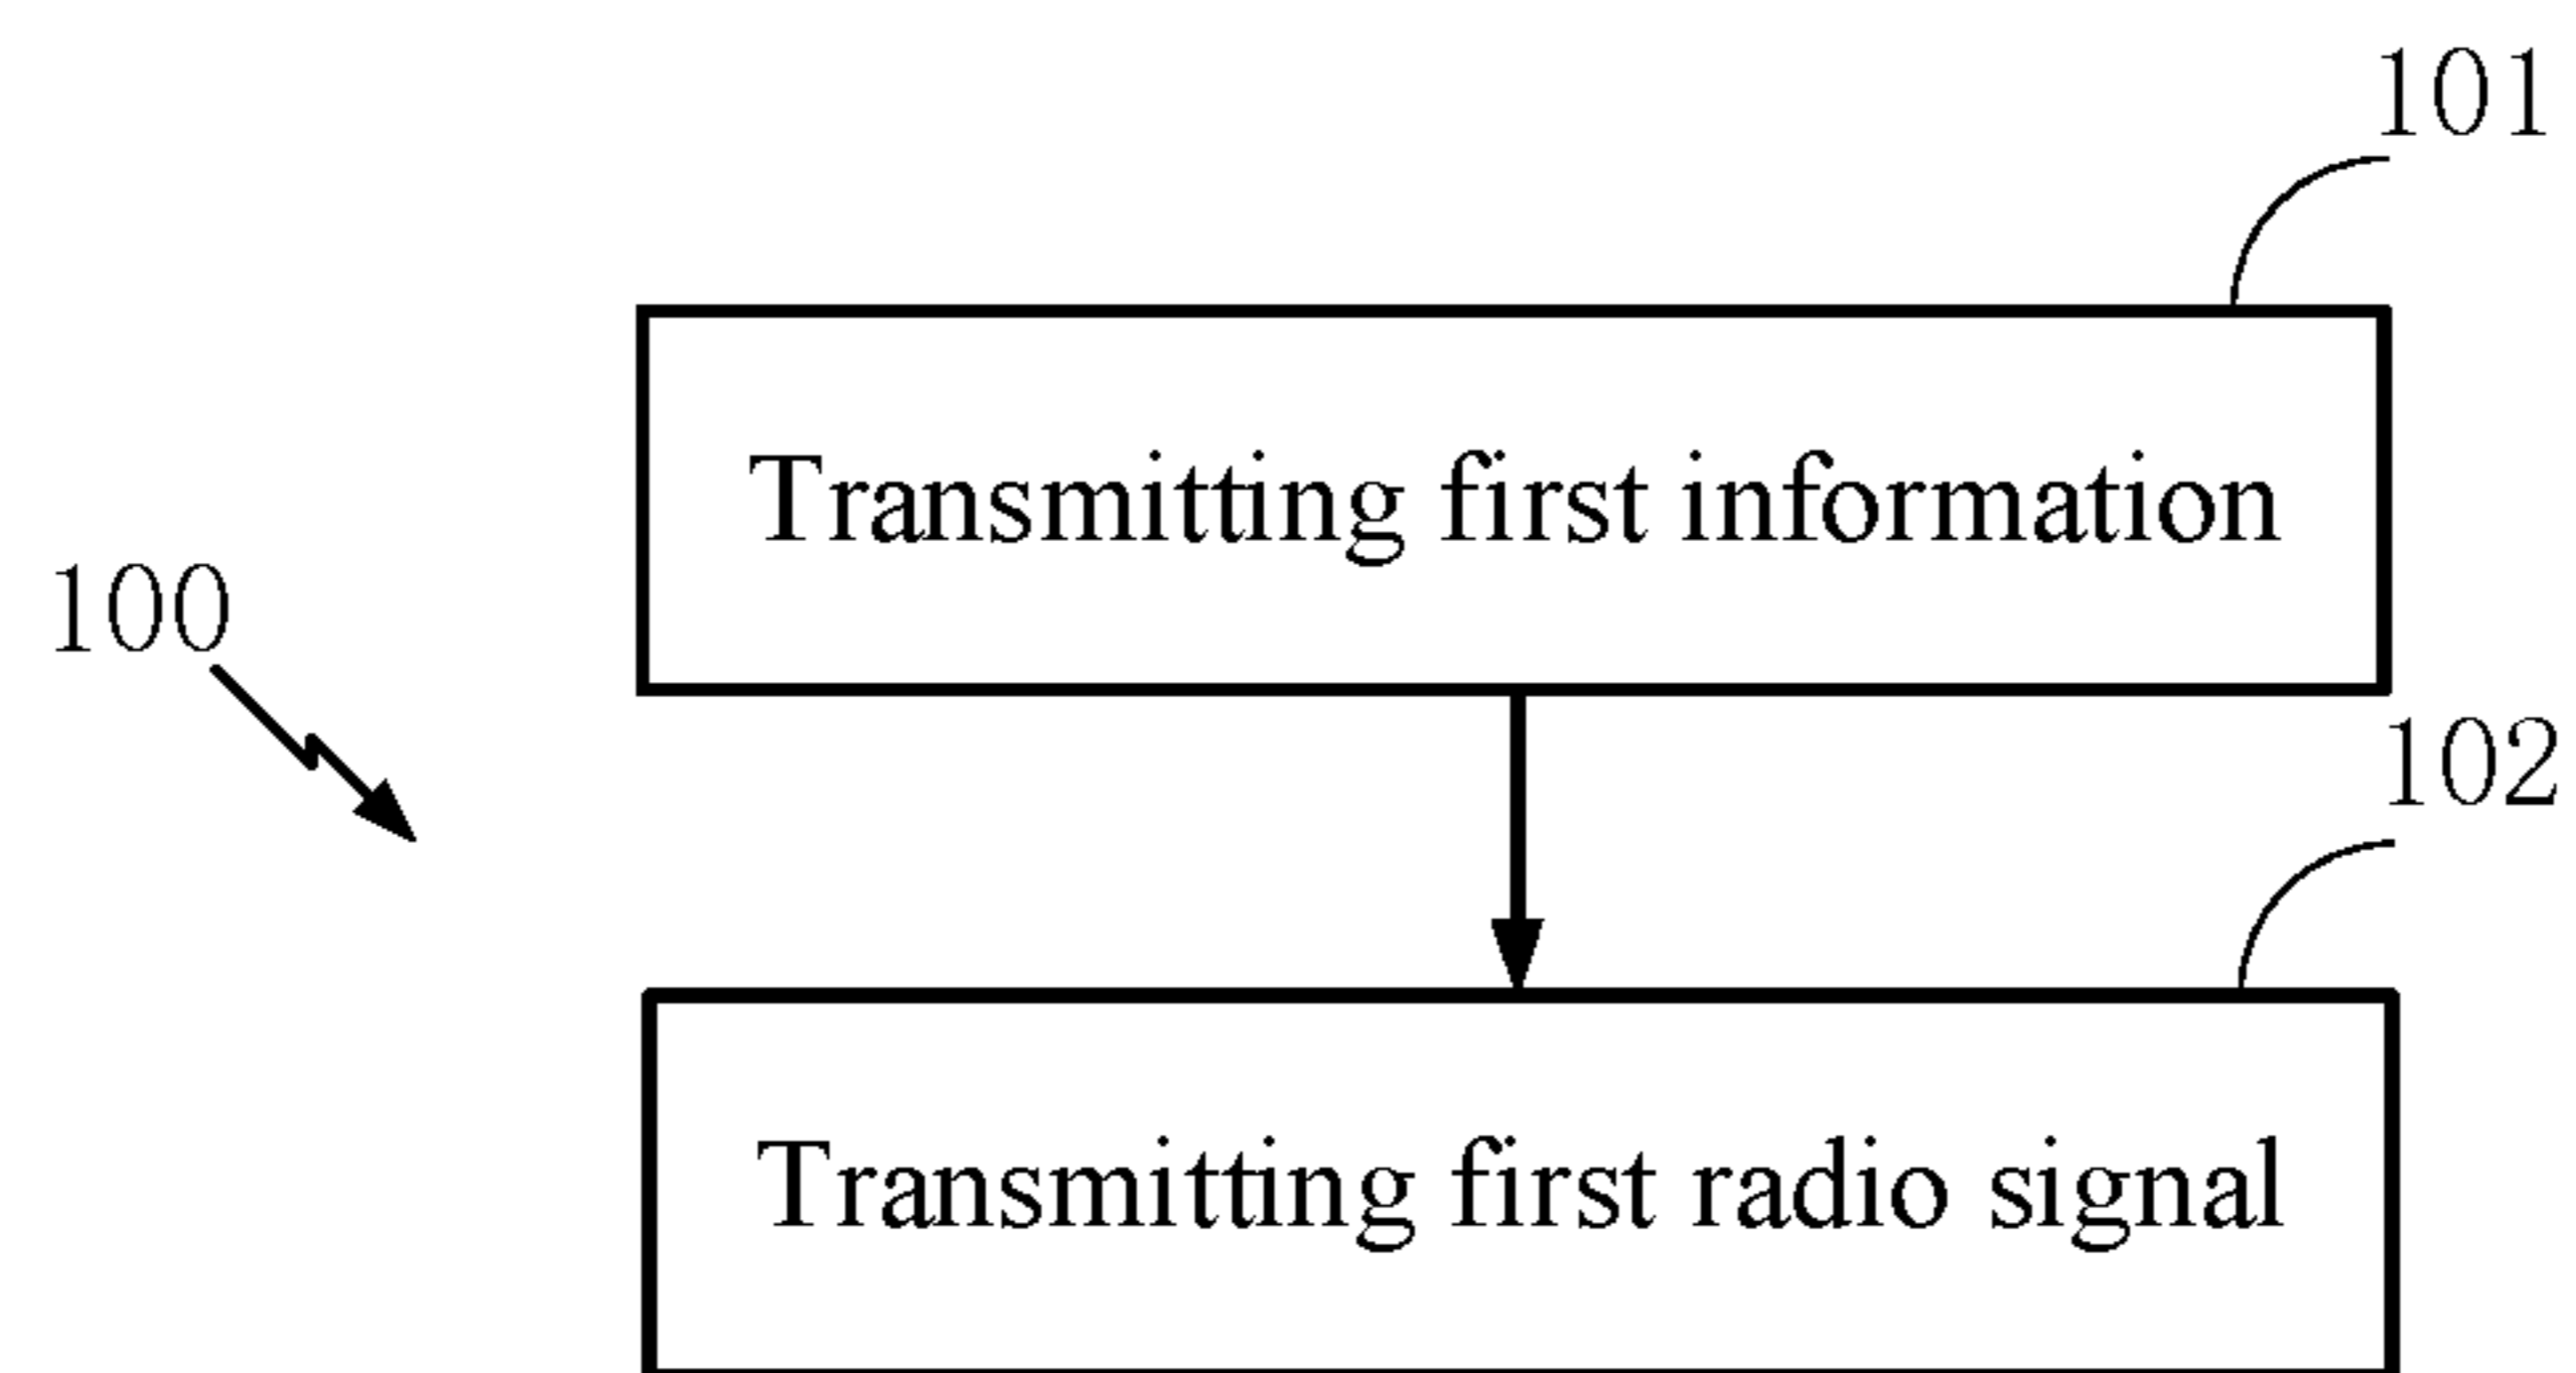 101
Transmitting first information
100
102
Transmitting first radio signal